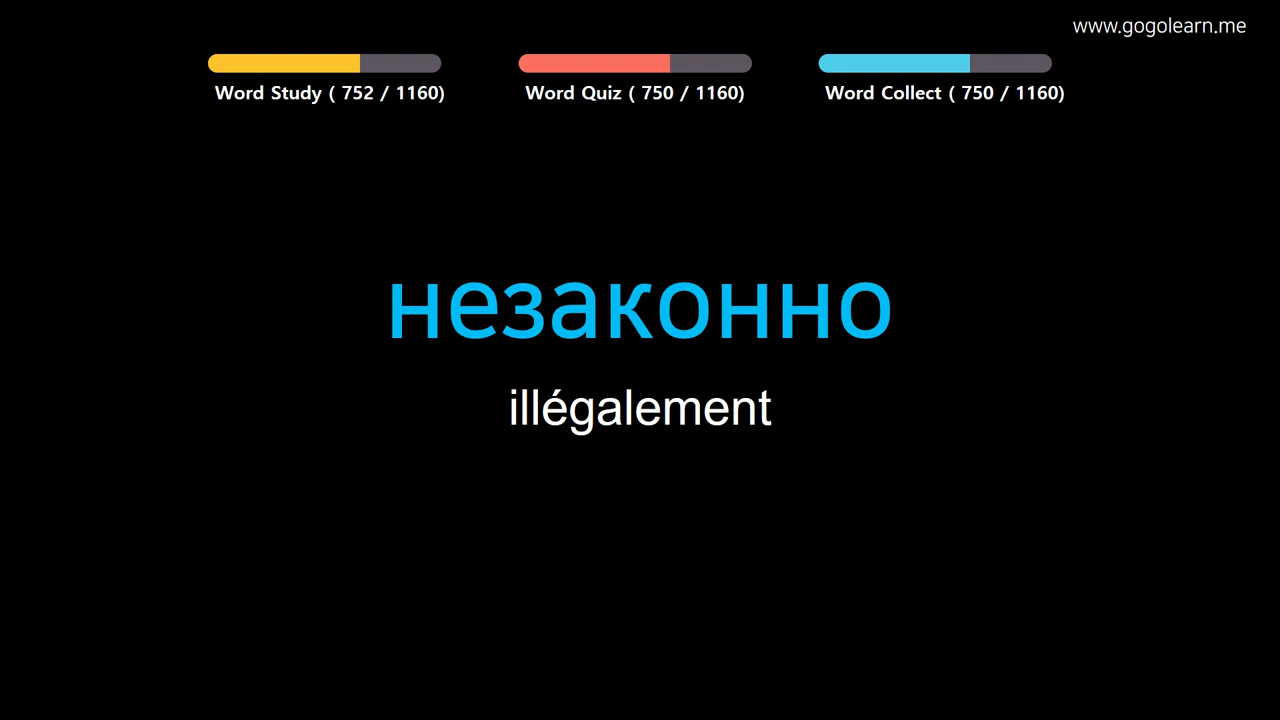 www.gogolearn.me
Word Study ( 752 / 1160)
Word Quiz ( 750 / 1160)
Word Collect ( 750 / 1160)
незаконно
illégalement